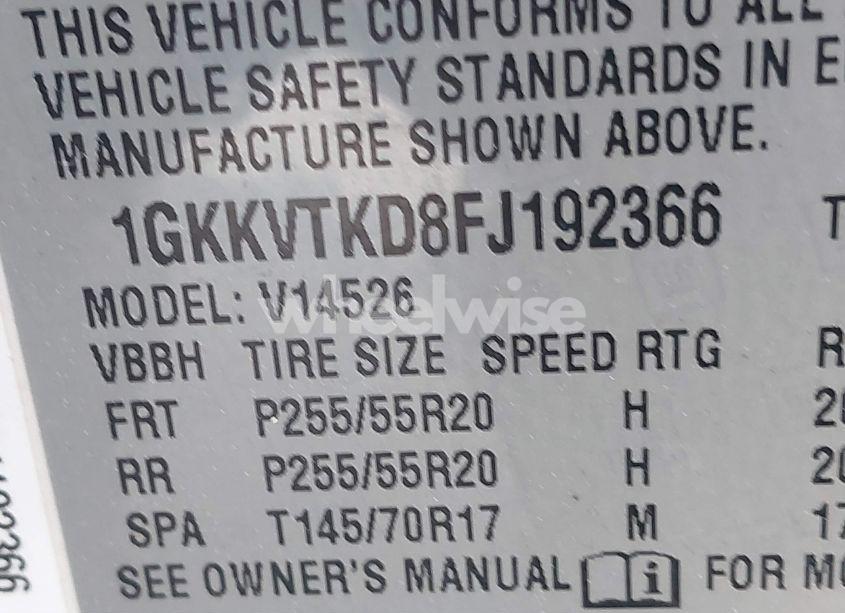 THIS VEHICLE CONFORMS TO ALL
VEHICLE SAFETY STANDARDS IN
MANUFACTURE SHOWN ABOVE.
1GKKVTKD8FJ192366 T
MODEL: V14526
wheelwise
VBBH TIRE SIZE SPEED RTG R
FRT P255/55R20 H
RR P255/55R20 H
SPA T145/70R17 M 17
SEE OWNER'S MANUAL i FOR